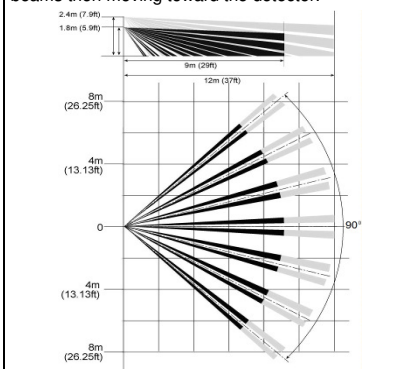 beams then moving toward the detector.
2.4m (7.9ft)
1.8m (5.9ft)
9m (29ft)
12m (37ft)
8m
(26.25ft)
4m
(13.13ft)
0
90°
4m
(13.13ft)
8m
(26.25ft)